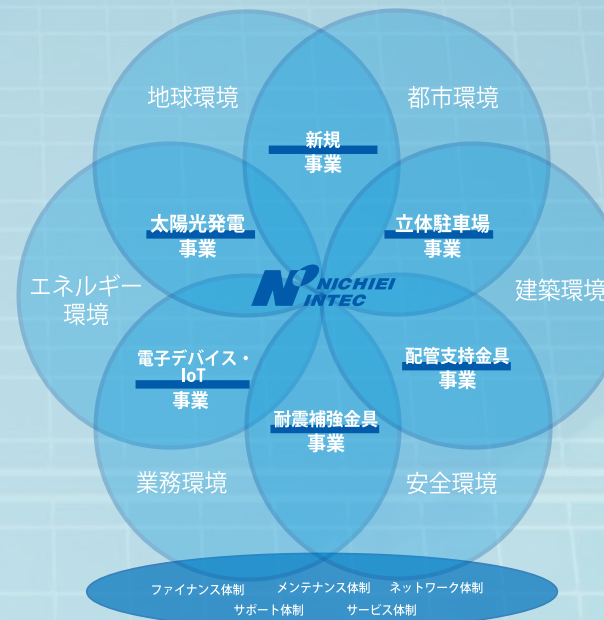 地球環境
都市環境
新規
事業
太陽光発電
事業
立体駐車場
事業
NICHIEI
INTEC
エネルギー
環境
建築環境
電子デバイス・
IoT
事業
配管支持金具
事業
耐震補強金具
事業
業務環境
安全環境
ファイナンス体制
メンテナンス体制
ネットワーク体制
サポート体制
サービス体制